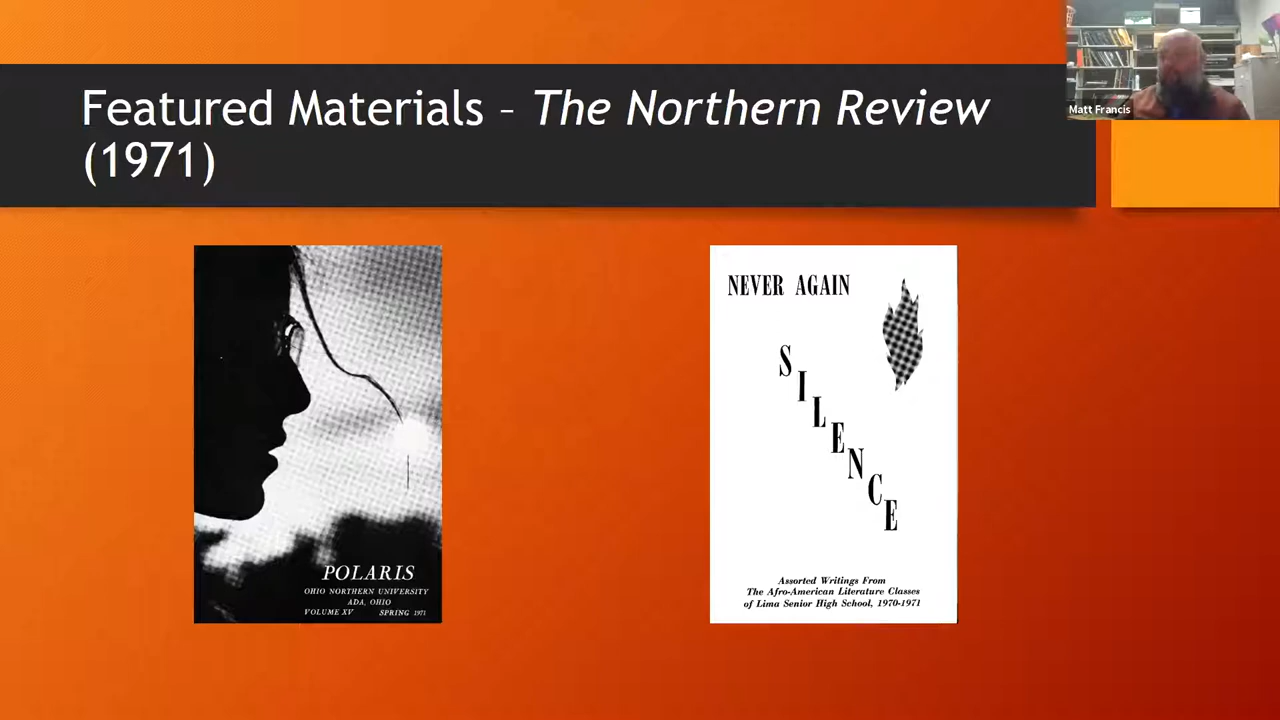 Featured Materials – The Northern Review
(1971)
Matt Francis
POLARIS
OHIO NORTHERN UNIVERSITY
ADA, OHIO
VOLUME XV SPRING 1971
NEVER AGAIN
SILENCE
Assorted Writings From
The Afro-American Literature Classes
of Lima Senior High School, 1970-1971